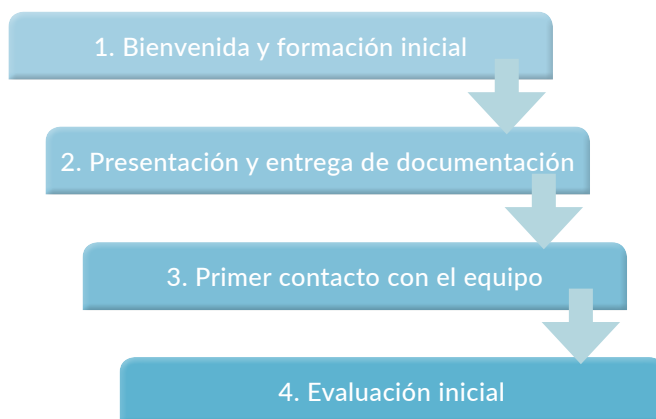 1. Bienvenida y formación inicial
2. Presentación y entrega de documentación
3. Primer contacto con el equipo
4. Evaluación inicial